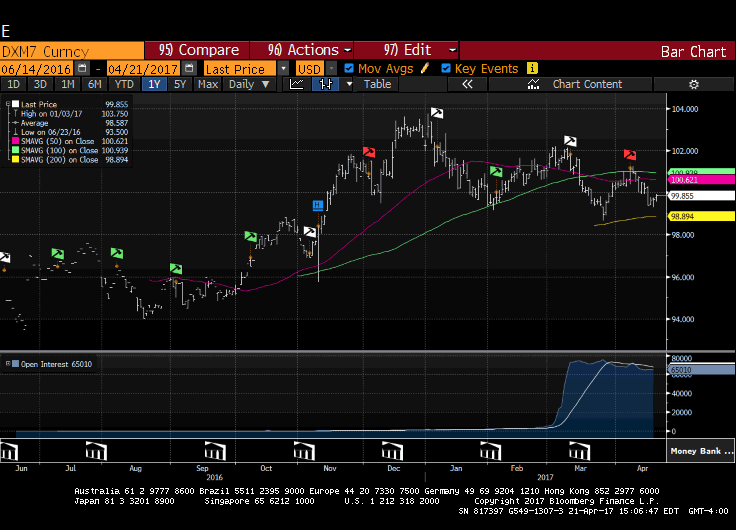 E
DXM7 Curncy 95) Compare 96) Actions 97) Edit Bar Chart
06/14/2016 - 04/21/2017 Last Price USD Mov Avgs Key Events
1D 3D 1M 6M YTD 1Y 5Y Max Daily Table Chart Content
Last Price 99.855
High on 01/03/17 103.750
Average 98.587
Low on 06/23/16 93.500
SMAVG (50) on Close 100.621
SMAVG (100) on Close 100.939
SMAVG (200) on Close 98.894
104.000
102.000
100.621
99.855
98.894
98.000
96.000
94.000
Open Interest 65010
80000
65010
40000
20000
0
Money Bank ...
Jun Jul Aug Sep Oct Nov Dec Jan Feb Mar Apr
2016 2017
Australia 61 2 9777 8600 Brazil 5511 2395 9000 Europe 44 20 7330 7500 Germany 49 69 9204 1210 Hong Kong 852 2977 6000
Japan 81 3 3201 8900 Singapore 65 6212 1000 U.S. 1 212 318 2000 Copyright 2017 Bloomberg Finance L.P.
SN 817397 G549-1307-3 21-Apr-17 15:06:47 EDT GMT-4:00